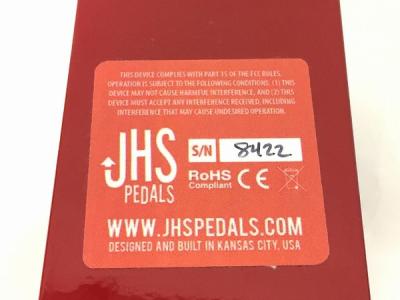 THIS DEVICE COMPLIES WITH PART 15 OF THE FCC RULES.
OPERATION IS SUBJECT TO THE FOLLOWING CONDITIONS: (1) THIS
DEVICE MAY NOT CAUSE HARMFUL INTERFERENCE, AND (2) THIS
DEVICE MUST ACCEPT ANY INTERFERENCE RECEIVED, INCLUDING
INTERFERENCE THAT MAY CAUSE UNDESIRED OPERATION.
JHS
PEDALS
S/N 8422
RoHS
Compliant CE
WWW.JHSPEDALS.COM
DESIGNED AND BUILT IN KANSAS CITY, USA